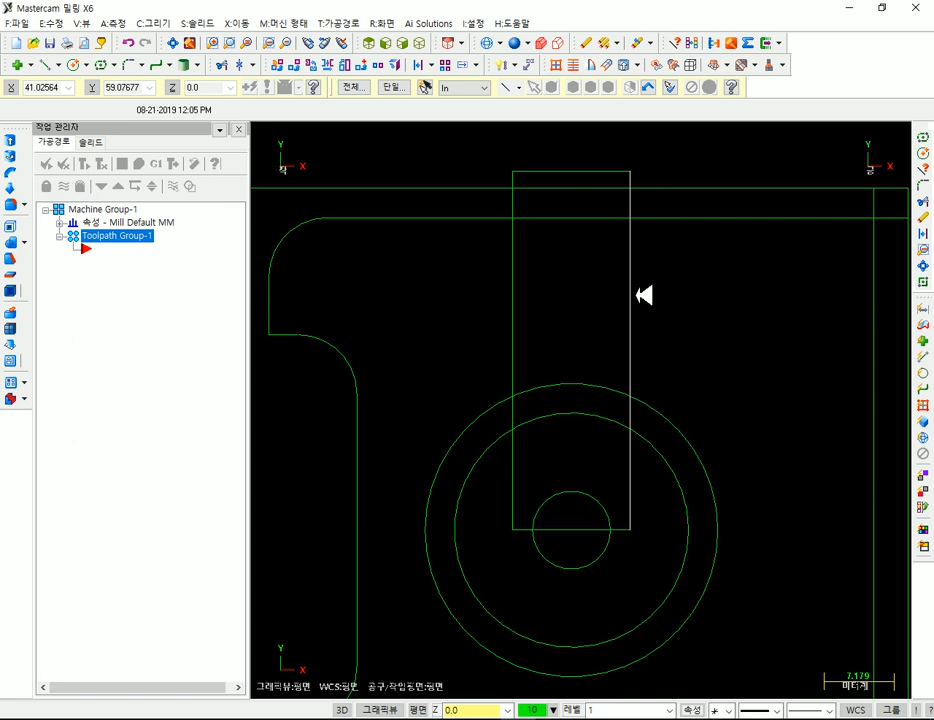 Mastercam 밀링 X6
F:파일 E:수정 V:뷰 A:측정 C:그리기 S:솔리드 X:이동 M:머신 형태 T:가공경로 R:화면 Ai Solutions I:설정 H:도움말
X 41.02564 Y 59.07677 Z 0.0 전체... 단일... In
08-21-2019 12:05 PM
작업 관리자
가공경로 솔리드
G1
Machine Group-1
속성 - Mill Default MM
Toolpath Group-1
Y Y
X X
Y
X
그래픽뷰:평면 WCS:평면 공구/작업평면:평면
7.179
미터계
3D 그래픽뷰 평면 Z 0.0 10 레벨 1 속성 WCS 그룹 ! ?